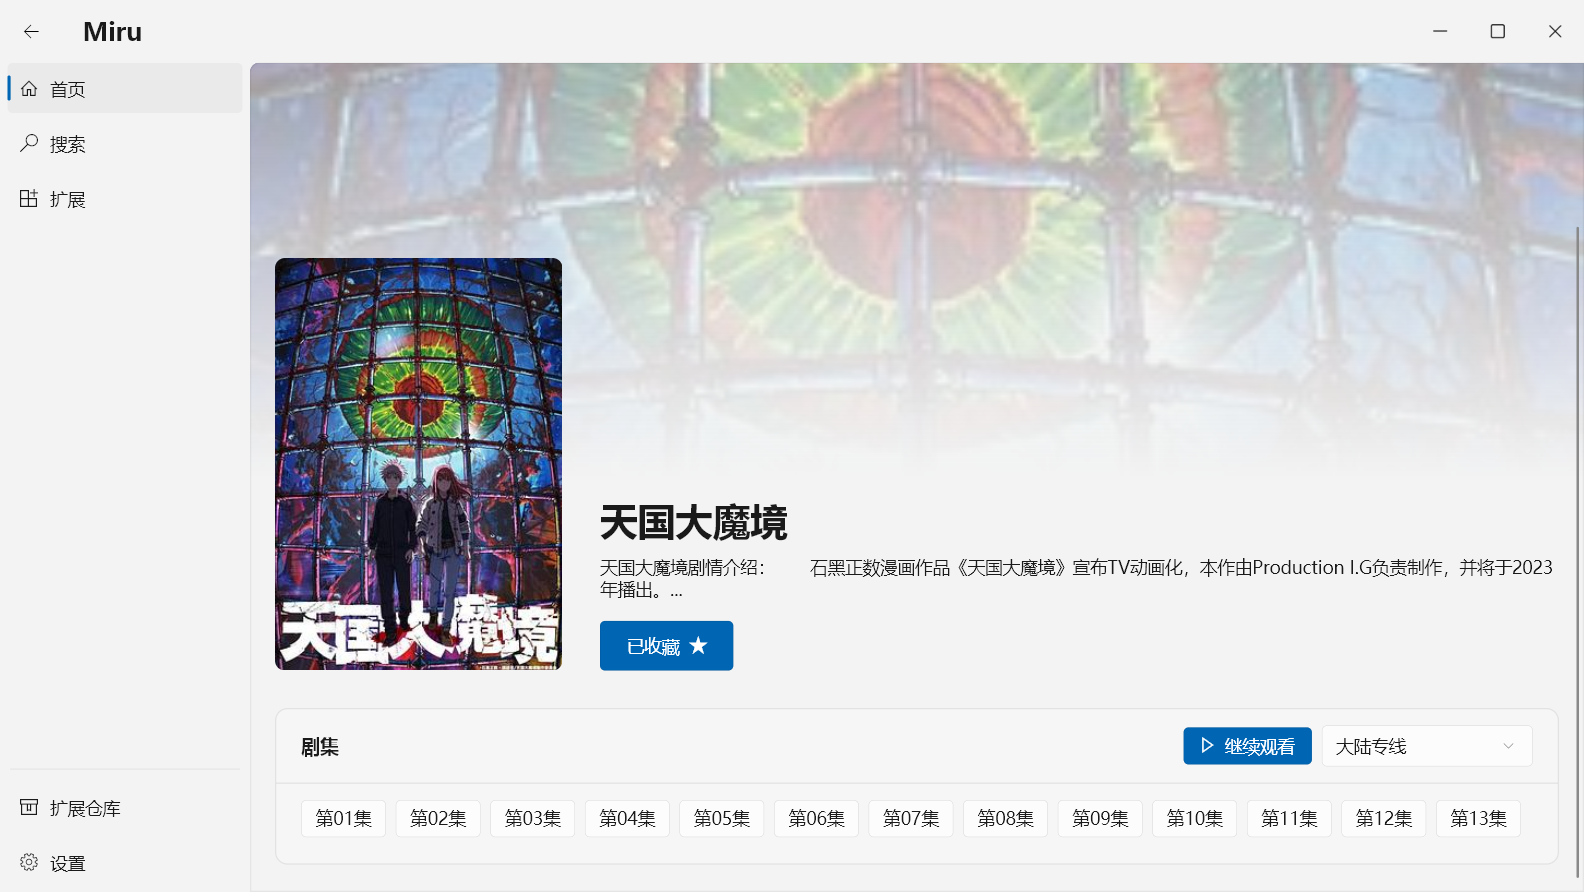 Miru
首页
搜索
扩展
天国大魔境
天国大魔境
天国大魔境剧情介绍： 石黑正数漫画作品《天国大魔境》宣布TV动画化，本作由Production I.G负责制作，并将于2023
年播出。...
已收藏
剧集
继续观看
大陆专线
第01集 第02集 第03集 第04集 第05集 第06集 第07集 第08集 第09集 第10集 第11集 第12集 第13集
扩展仓库
设置